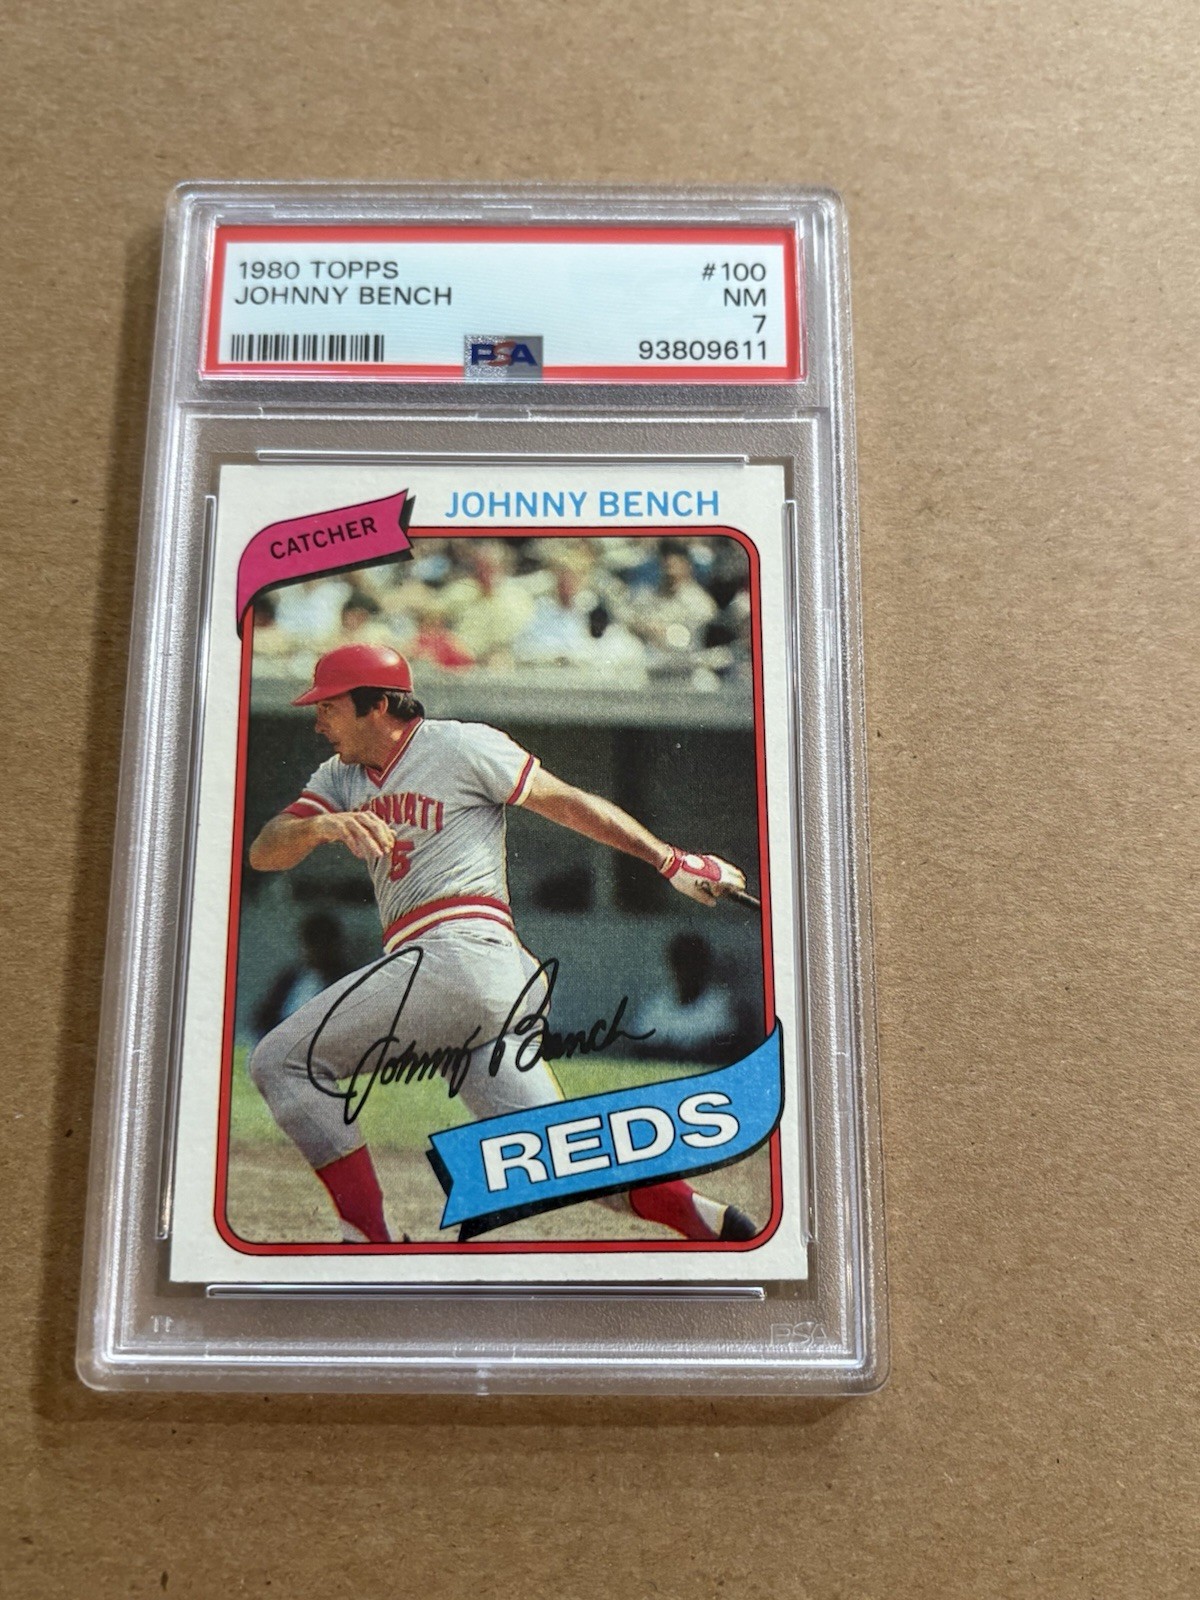 1980 TOPPS #100
JOHNNY BENCH NM
7
PSA 93809611
JOHNNY BENCH
CATCHER
5
Johnny Bench
REDS
PSA